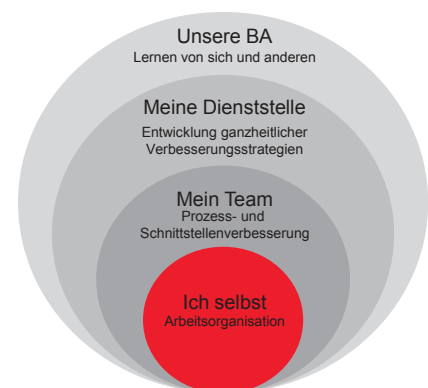 Unsere BA
Lernen von sich und anderen
Meine Dienststelle
Entwicklung ganzheitlicher
Verbesserungsstrategien
Mein Team
Prozess- und
Schnittstellenverbesserung
Ich selbst
Arbeitsorganisation